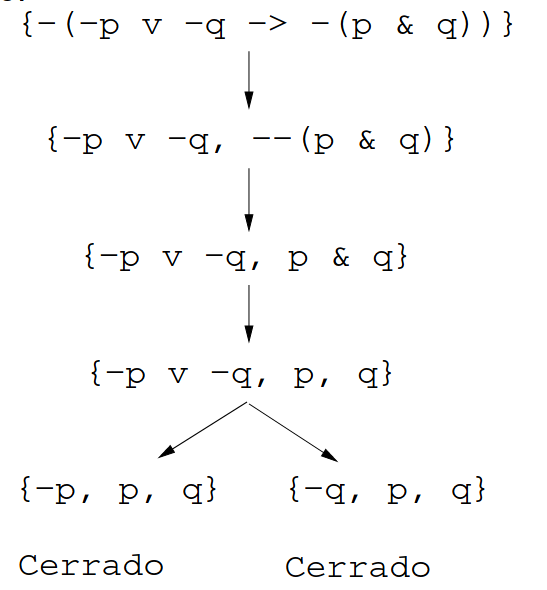 {-(-p v -q -> -(p & q))}
{-p v -q, --(p & q)}
{-p v -q, p & q}
{-p v -q, p, q}
{-p, p, q} {-q, p, q}
Cerrado Cerrado